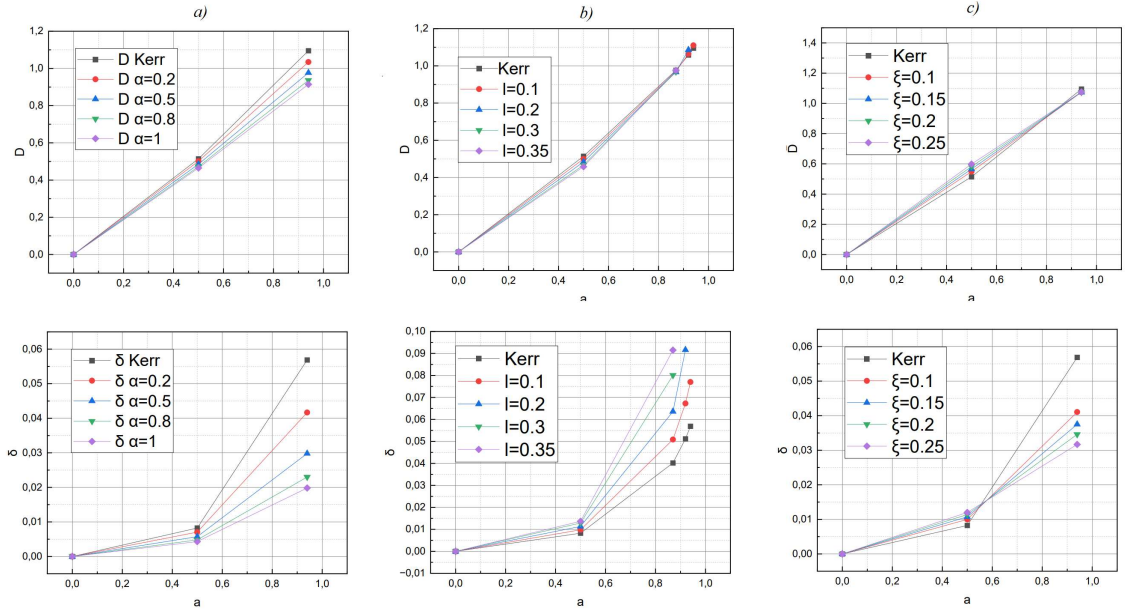 a)
1,2
1,0
0,8
0,6
0,4
0,2
0,0
D
D Kerr
D α=0.2
D α=0.5
D α=0.8
D α=1
0,0 0,2 0,4 0,6 0,8 1,0
b)
1,2
1,0
0,8
0,6
0,4
0,2
0,0
D
Kerr
l=0.1
l=0.2
l=0.3
l=0.35
0,0 0,2 0,4 0,6 0,8 1,0
a
c)
1,4
1,2
1,0
0,8
0,6
0,4
0,2
0,0
D
Kerr
ξ=0.1
ξ=0.15
ξ=0.2
ξ=0.25
0,0 0,2 0,4 0,6 0,8 1,0
a
0,06
0,05
0,04
0,03
0,02
0,01
0,00
δ
δ Kerr
δ α=0.2
δ α=0.5
δ α=0.8
δ α=1
0,0 0,2 0,4 0,6 0,8 1,0
a
0,10
0,09
0,08
0,07
0,06
0,05
0,04
0,03
0,02
0,01
0,00
−0,01
δ
Kerr
l=0.1
l=0.2
l=0.3
l=0.35
0,0 0,2 0,4 0,6 0,8 1,0
a
0,06
0,05
0,04
0,03
0,02
0,01
0,00
δ
Kerr
ξ=0.1
ξ=0.15
ξ=0.2
ξ=0.25
0,0 0,2 0,4 0,6 0,8 1,0
a